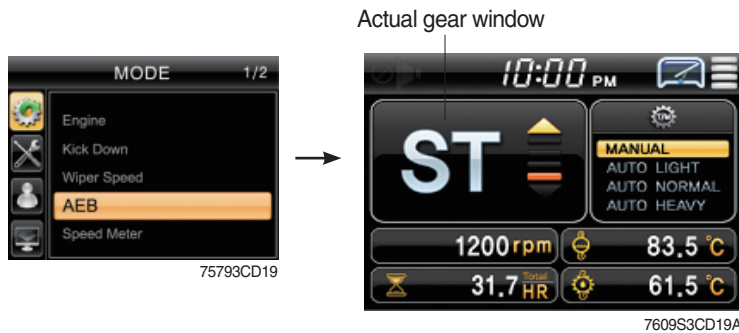 Actual gear window
MODE 1/2
Engine
Kick Down
Wiper Speed
AEB
Speed Meter
75793CD19
10:00 PM
ST
T/M
MANUAL
AUTO LIGHT
AUTO NORMAL
AUTO HEAVY
1200 rpm
83.5 °C
31.7 Total HR
61.5 °C
7609S3CD19A